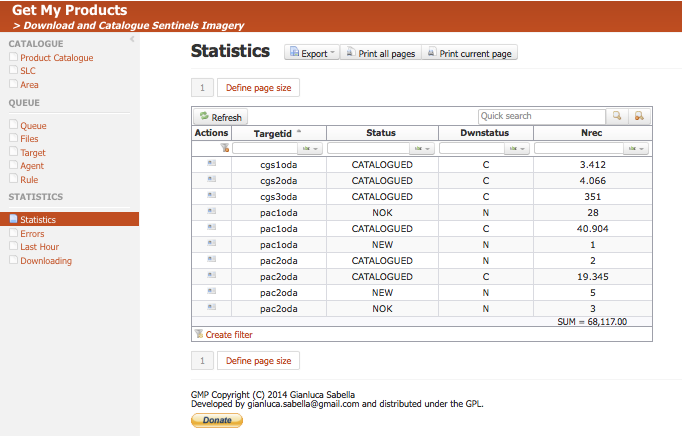 Get My Products
> Download and Catalogue Sentinels Imagery
CATALOGUE
Product Catalogue
SLC
Area
QUEUE
Queue
Files
Target
Agent
Rule
STATISTICS
Statistics
Errors
Last Hour
Downloading
Statistics
Export
Print all pages
Print current page
1
Define page size
Refresh
Quick search
Actions Targetid Status Dwnstatus Nrec
cgs1oda CATALOGUED C 3.412
cgs2oda CATALOGUED C 4.066
cgs3oda CATALOGUED C 351
pac1oda NOK N 28
pac1oda CATALOGUED C 40.904
pac1oda NEW N 1
pac2oda CATALOGUED N 2
pac2oda CATALOGUED C 19.345
pac2oda NEW N 5
pac2oda NOK N 3
SUM = 68,117.00
Create filter
1
Define page size
GMP Copyright (C) 2014 Gianluca Sabella
Developed by gianluca.sabella@gmail.com and distributed under the GPL.
Donate